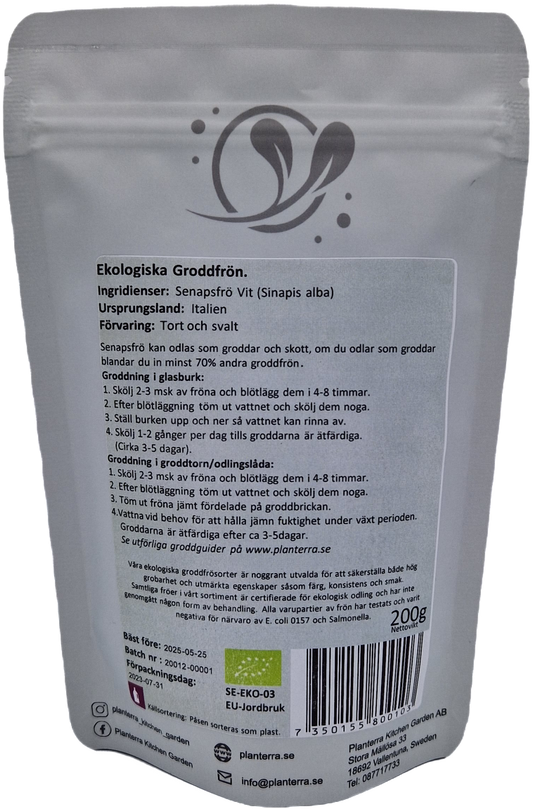 Ekologiska Groddfrön.
Ingridienser: Senapsfrö Vit (Sinapis alba)
Ursprungsland: Italien
Förvaring: Tort och svalt
Senapsfrö kan odlas som groddar och skott, om du odlar som groddar
blandar du in minst 70% andra groddfrön.
Groddning i glasburk:
1. Skölj 2-3 msk av fröna och blötlägg dem i 4-8 timmar.
2. Efter blötläggning töm ut vattnet och skölj dem noga.
3. Ställ burken upp och ner så vattnet kan rinna av.
4. Skölj 1-2 gånger per dag tills groddarna är ätfärdiga.
(Cirka 3-5 dagar).
Groddning i groddtorn/odlingslåda:
1. Skölj 2-3 msk av fröna och blötlägg dem i 4-8 timmar.
2. Efter blötläggning töm ut vattnet och skölj dem noga.
3. Töm ut fröna jämt fördelade på groddbrickan.
4.Vattna vid behov för att hålla jämn fuktighet under växt perioden.
Groddarna är ätfärdiga efter ca 3-5dagar.
Se utförliga groddguider på www.planterra.se
Våra ekologiska groddfrösorter är noggrant utvalda för att säkerställa både hög
grobarhet och utmärkta egenskaper såsom färg, konsistens och smak.
Samtliga fröer i vårt sortiment är certifierade för ekologisk odling och har inte
genomgått någon form av behandling. Alla varupartier av frön har testats och varit
negativa för närvaro av E. coli 0157 och Salmonella.
200g
Nettovikt
Bäst före: 2025-05-25
Batch nr : 20012-00001
Förpackningsdag:
2023-07-31
SE-EKO-03
EU-Jordbruk
7 350155 800103
Källsortering: Påsen sorteras som plast.
planterra_kitchen_garden
Planterra Kitchen Garden
www
planterra.se
info@planterra.se
Planterra Kitchen Garden AB
Stora Mällösa 33
18692 Vallentuna, Sweden
Tel: 087717733